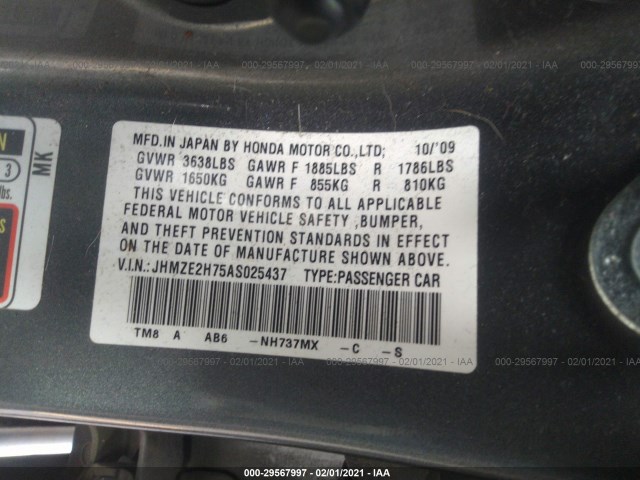 000-29567997 - 02/01/2021 - IAA
000-29567997 - 02/01/2021 - IAA
N
3
lbs.
MK
MFD.IN JAPAN BY HONDA MOTOR CO.,LTD; 10/'09
GVWR 3638LBS GAWR F 1885LBS R 1786LBS
GVWR 1650KG GAWR F 855KG R 810KG
THIS VEHICLE CONFORMS TO ALL APPLICABLE
FEDERAL MOTOR VEHICLE SAFETY ,BUMPER,
AND THEFT PREVENTION STANDARDS IN EFFECT
ON THE DATE OF MANUFACTURE SHOWN ABOVE.
V.I.N.:JHMZE2H75AS025437 TYPE:PASSENGER CAR
TM8 A AB6 -NH737MX -C -S
000-29567997 - 02/01/2021 - IAA
000-29567997 - 02/01/2021 - IAA
000-29567997 - 02/01/2021 - IAA